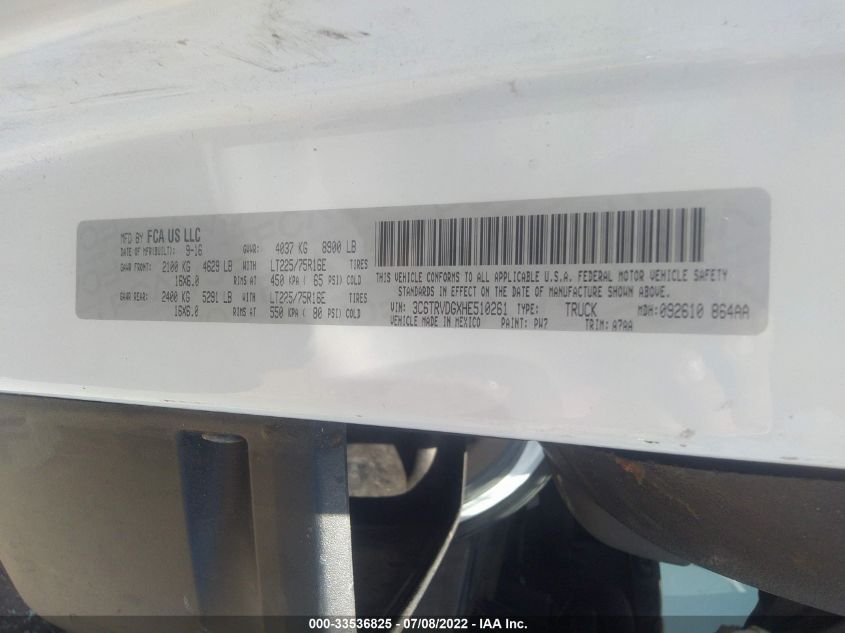 MFD BY FCA US LLC
DATE OF MFR(BUILT): 9-16 GVWR: 4037 KG 8900 LB
GAWR FRONT: 2100 KG 4629 LB WITH LT225/75R16E TIRES
16X6.0 RIMS AT 450 KPA ( 65 PSI) COLD
GAWR REAR: 2400 KG 5291 LB WITH LT225/75R16E TIRES
16X6.0 RIMS AT 550 KPA ( 80 PSI) COLD
THIS VEHICLE CONFORMS TO ALL APPLICABLE U.S.A. FEDERAL MOTOR VEHICLE SAFETY
STANDARDS IN EFFECT ON THE DATE OF MANUFACTURE SHOWN ABOVE.
VIN: 3C6TRVDGXHE510261 TYPE: TRUCK MDH: 092610 864AA
VEHICLE MADE IN MEXICO PAINT: PW7 TRIM: A7AA
000-33536825 - 07/08/2022 - IAA Inc.